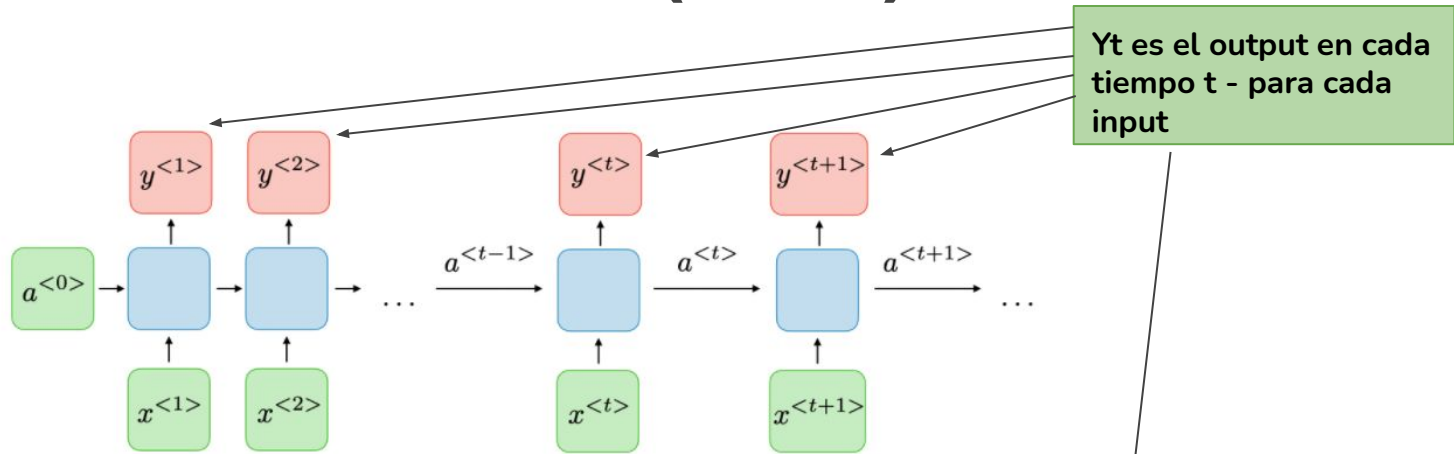 Yt es el output en cada
tiempo t - para cada
input
y<1> y<2> y<t> y<t+1>
a<0> ... a<t-1> a<t> a<t+1> ...
x<1> x<2> x<t> x<t+1>